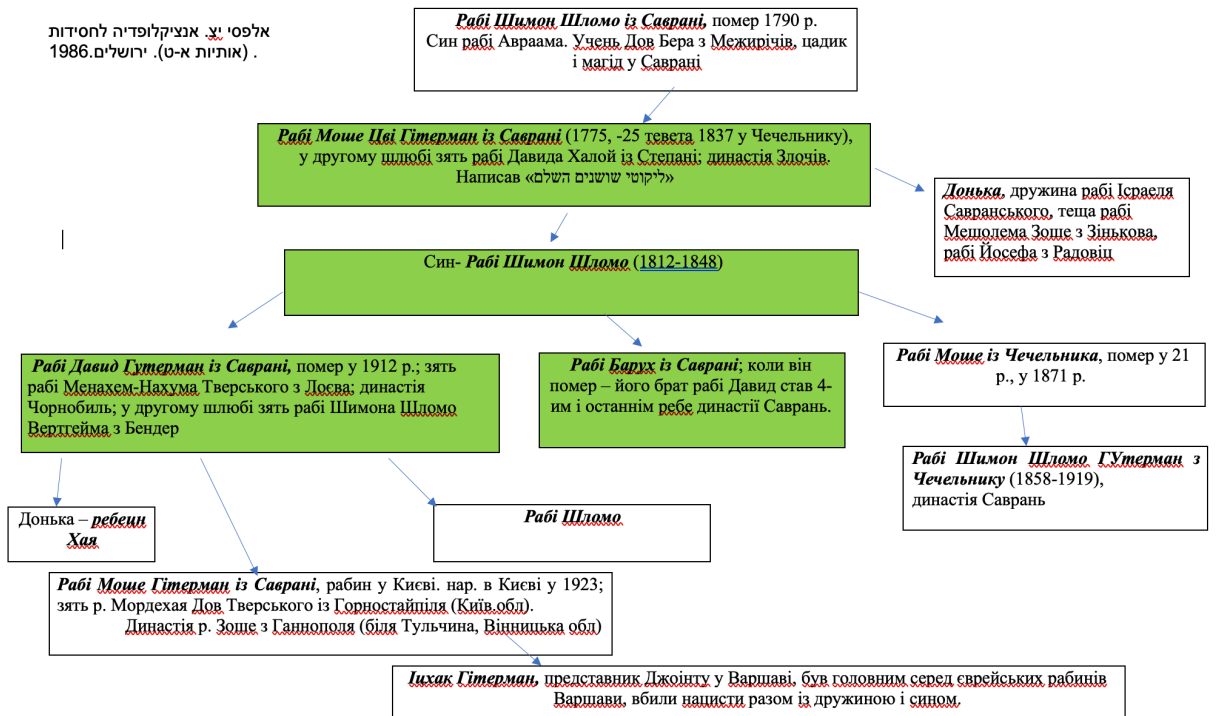 אלפסי יצ. אנציקלופדיה לחסידות
. (אותיות א-ט). ירושלים.1986
Рабі Шимон Шломо із Саврані, помер 1790 р.
Син рабі Авраама. Учень Дов Бера з Межирічів, цадик
і магід у Саврані
Рабі Моше Цві Гітерман із Саврані (1775, -25 тевета 1837 у Чечельнику),
у другому шлюбі зять рабі Давида Халой із Степані; династія Злочів.
Написав «ליקוטי שושנים השלם»
Донька, дружина рабі Ісраеля
Савранського, теща рабі
Мешолема Зоше з Зінькова,
рабі Йосефа з Радовіц
Син- Рабі Шимон Шломо (1812-1848)
Рабі Давид Гутерман із Саврані, помер у 1912 р.; зять
рабі Менахем-Нахума Тверського з Лоєва; династія
Чорнобиль; у другому шлюбі зять рабі Шимона Шломо
Вертгейма з Бендер
Рабі Барух із Саврані; коли він
помер – його брат рабі Давид став 4-
им і останнім ребе династії Саврань.
Рабі Моше із Чечельника, помер у 21
р., у 1871 р.
Рабі Шимон Шломо ГУтерман з
Чечельнику (1858-1919),
династія Саврань
Донька – ребецн
Хая
Рабі Шломо
Рабі Моше Гітерман із Саврані, рабин у Києві. нар. в Києві у 1923;
зять р. Мордехая Дов Тверського із Горностайпіля (Київ.обл).
Династія р. Зоше з Ганнополя (біля Тульчина, Вінницька обл)
Іцхак Гітерман, представник Джоінту у Варшаві, був головним серед єврейських рабинів
Варшави, вбили нацисти разом із дружиною і сином.